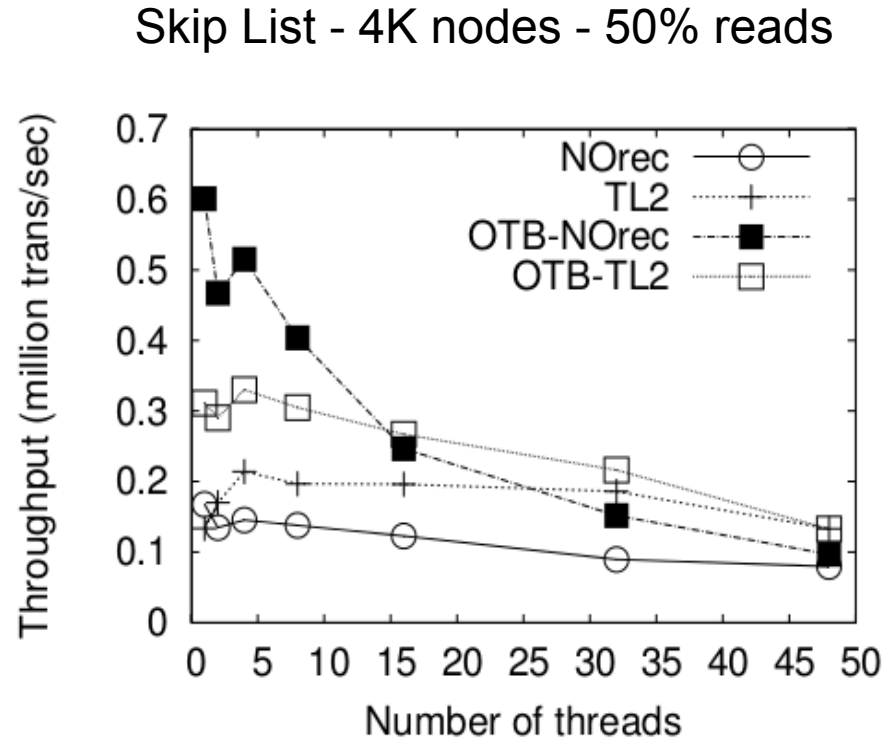 Skip List - 4K nodes - 50% reads
Throughput (million trans/sec)
0.7
0.6
0.5
0.4
0.3
0.2
0.1
0
NOrec
TL2
OTB-NOrec
OTB-TL2
0 5 10 15 20 25 30 35 40 45 50
Number of threads